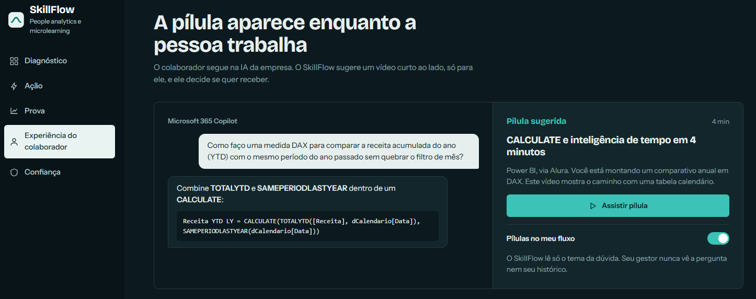 SkillFlow
People analytics e
microlearning
Diagnóstico
Ação
Prova
Experiência do
colaborador
Confiança
A pílula aparece enquanto a
pessoa trabalha
O colaborador segue na IA da empresa. O SkillFlow sugere um vídeo curto ao lado, só para
ele, e ele decide se quer receber.
Microsoft 365 Copilot
Como faço uma medida DAX para comparar a receita acumulada do ano
(YTD) com o mesmo período do ano passado sem quebrar o filtro de mês?
Combine TOTALYTD e SAMEPERIODLASTYEAR dentro de um
CALCULATE:
Receita YTD LY = CALCULATE(TOTALYTD([Receita], dCalendario[Data]),
SAMEPERIODLASTYEAR(dCalendario[Data]))
Pílula sugerida
4 min
CALCULATE e inteligência de tempo em 4
minutos
Power BI, via Alura. Você está montando um comparativo anual em
DAX. Este vídeo mostra o caminho com uma tabela calendário.
Assistir pílula
Pílulas no meu fluxo
O SkillFlow lê só o tema da dúvida. Seu gestor nunca vê a pergunta
nem seu histórico.